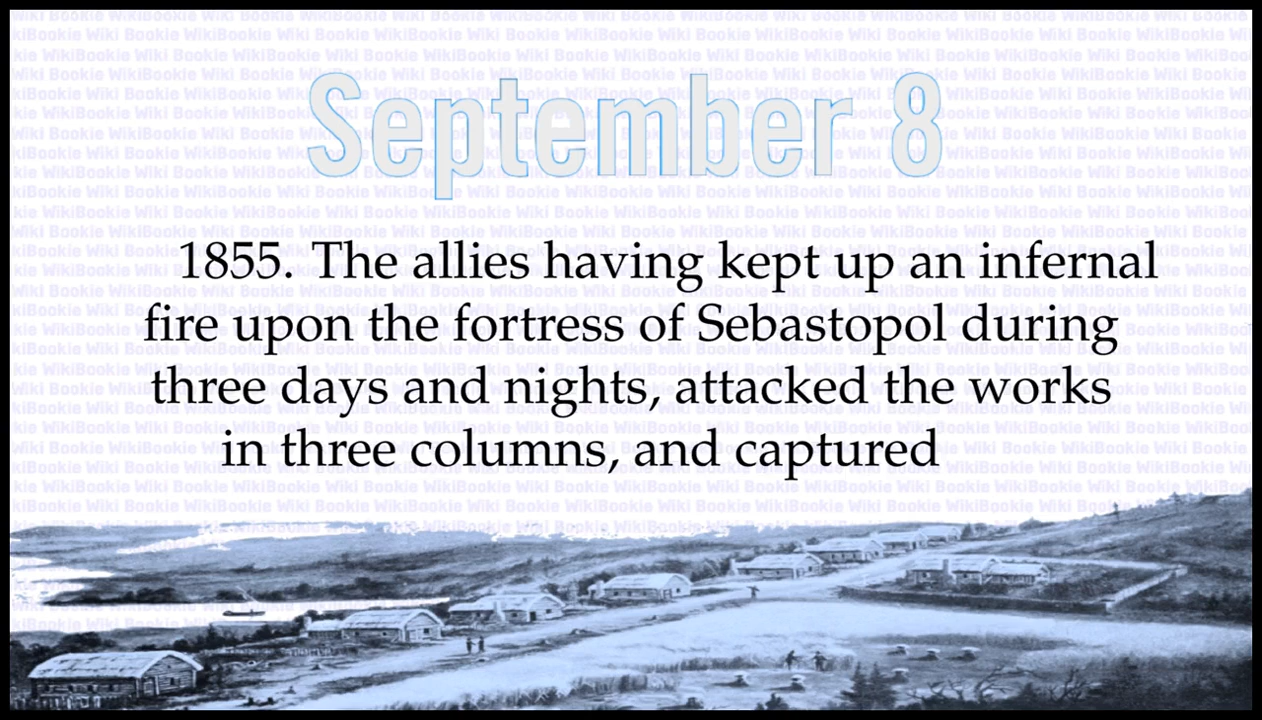 September 8
1855. The allies having kept up an infernal
fire upon the fortress of Sebastopol during
three days and nights, attacked the works
in three columns, and captured